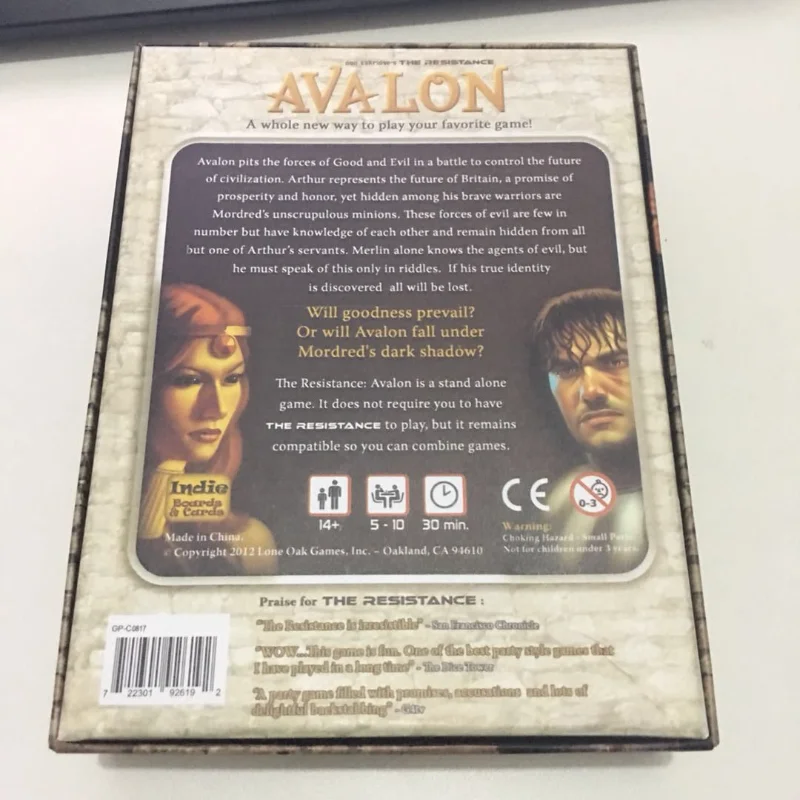 THE RESISTANCE
AVALON
A whole new way to play your favorite game!
Avalon pits the forces of Good and Evil in a battle to control the future
of civilization. Arthur represents the future of Britain, a promise of
prosperity and honor, yet hidden among his brave warriors are
Mordred's unscrupulous minions. These forces of evil are few in
number but have knowledge of each other and remain hidden from all
but one of Arthur's servants. Merlin alone knows the agents of evil, but
he must speak of this only in riddles. If his true identity
is discovered all will be lost.
Will goodness prevail?
Or will Avalon fall under
Mordred's dark shadow?
The Resistance: Avalon is a stand alone
game. It does not require you to have
THE RESISTANCE to play, but it remains
compatible so you can combine games.
Indie
Boards
& Cards
14+
5 - 10
30 min.
CE
0-3
Warning:
Choking Hazard - Small Parts.
Not for children under 3 years.
Made in China.
© Copyright 2012 Lone Oak Games, Inc. - Oakland, CA 94610
Praise for THE RESISTANCE :
"The Resistance is irresistible" - San Francisco Chronicle
"WOW...This game is fun. One of the best party style games that
I have played in a long time" - The Dice Tower
"A party game filled with promises, accusations and lots of
delightful backstabbing" -
GP-C0817
7 22301 92619 2